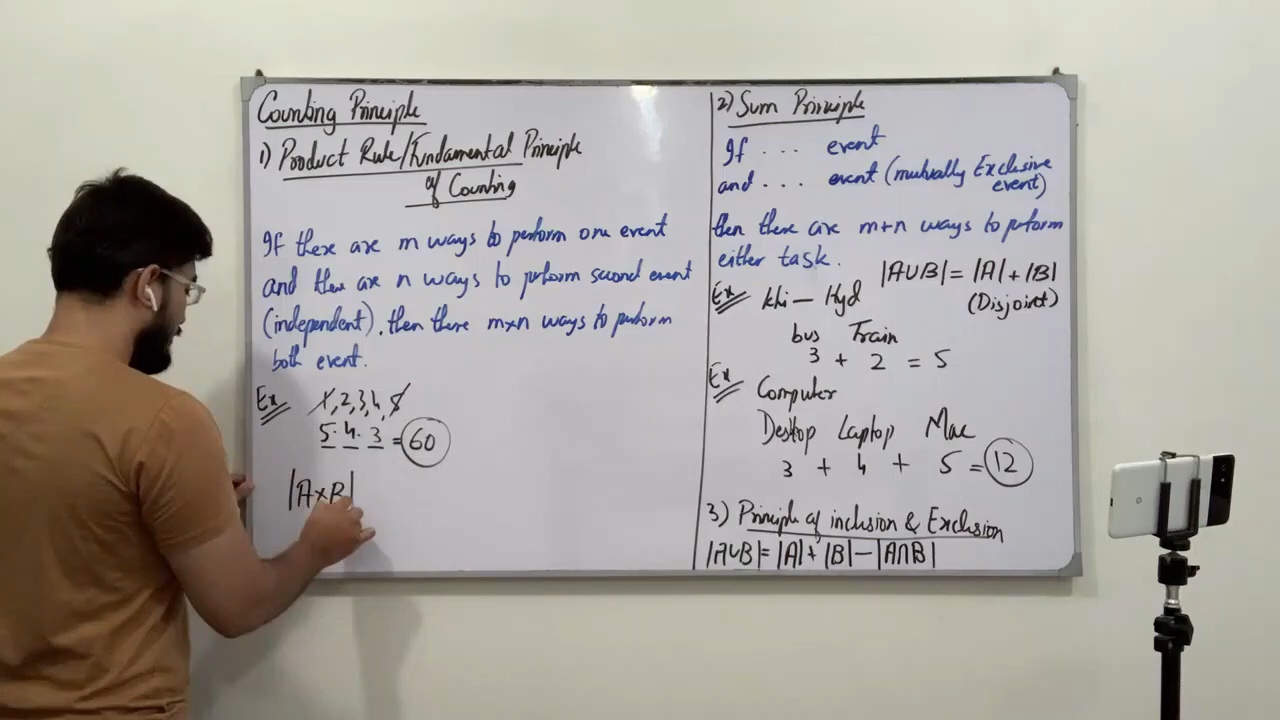 Counting Principle
1) Product Rule/Fundamental Principle
of Counting
If there are m ways to perform one event
and there are n ways to perform second event
(independent), then there m×n ways to perform
both event.
Ex 1,2,3,4,5
5·4·3 = 60
|A×B|
2) Sum Principle
If ... event
and ... event (mutually Exclusive
event)
then there are m+n ways to perform
either task.
|A∪B| = |A| + |B|
(Disjoint)
Ex Khi — Hyd
bus Train
3 + 2 = 5
Ex Computer
Desktop Laptop Mac
3 + 4 + 5 = 12
3) Principle of inclusion & Exclusion
|A∪B| = |A| + |B| − |A∩B|